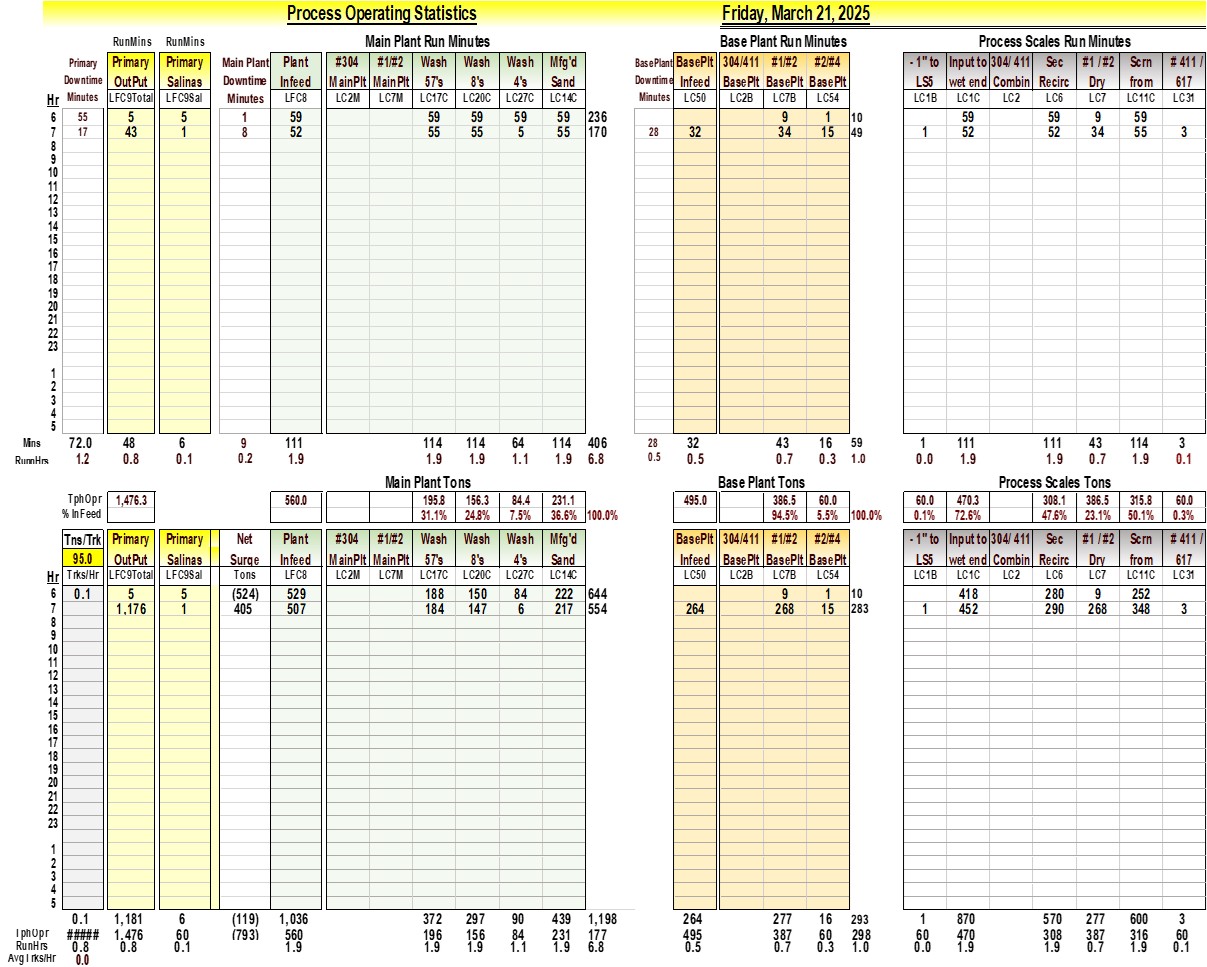 Process Operating Statistics Friday, March 21, 2025
RunMins RunMins Main Plant Run Minutes Base Plant Run Minutes Process Scales Run Minutes
Primary Primary Primary Main Plant Plant #304 #1/#2 Wash Wash Wash Mfg'd BasePlant BasePlt 304/411 #1/#2 #2/#4 - 1" to Input to 304/ 411 Sec #1 /#2 Scrn # 411 /
Downtime OutPut Salinas Downtime Infeed MainPlt MainPlt 57's 8's 4's Sand Downtime Infeed BasePlt BasePlt BasePlt LS5 wet end Combin Recirc Dry from 617
Hr Minutes LFC9Total LFC9Sal Minutes LFC8 LC2M LC7M LC17C LC20C LC27C LC14C Minutes LC50 LC2B LC7B LC54 LC1B LC1C LC2 LC6 LC7 LC11C LC31
6 55 5 5 1 59 59 59 59 59 236 9 1 10 59 59 9 59
7 17 43 1 8 52 55 55 5 55 170 28 32 34 15 49 1 52 52 34 55 3
8
9
10
11
12
13
14
15
16
17
18
19
20
21
22
23
1
2
3
4
5
Mins 72.0 48 6 9 111 114 114 64 114 406 28 32 43 16 59 1 111 111 43 114 3
RunnHrs 1.2 0.8 0.1 0.2 1.9 1.9 1.9 1.1 1.9 6.8 0.5 0.5 0.7 0.3 1.0 0.0 1.9 1.9 0.7 1.9 0.1
Main Plant Tons Base Plant Tons Process Scales Tons
TphOpr 1,476.3 560.0 195.8 156.3 84.4 231.1 495.0 386.5 60.0 60.0 470.3 308.1 386.5 315.8 60.0
% InFeed 31.1% 24.8% 7.5% 36.6% 100.0% 94.5% 5.5% 100.0% 0.1% 72.6% 47.6% 23.1% 50.1% 0.3%
Tns/Trk Primary Primary Net Plant #304 #1/#2 Wash Wash Wash Mfg'd BasePlt 304/411 #1/#2 #2/#4 - 1" to Input to 304/ 411 Sec #1 /#2 Scrn # 411 /
95.0 OutPut Salinas Surge Infeed MainPlt MainPlt 57's 8's 4's Sand Infeed BasePlt BasePlt BasePlt LS5 wet end Combin Recirc Dry from 617
Hr Trks/Hr LFC9Total LFC9Sal Tons LFC8 LC2M LC7M LC17C LC20C LC27C LC14C LC50 LC2B LC7B LC54 LC1B LC1C LC2 LC6 LC7 LC11C LC31
6 0.1 5 5 (524) 529 188 150 84 222 644 9 1 10 418 280 9 252
7 1,176 1 405 507 184 147 6 217 554 264 268 15 283 1 452 290 268 348 3
8
9
10
11
12
13
14
15
16
17
18
19
20
21
22
23
1
2
3
4
5
0.1 1,181 6 (119) 1,036 372 297 90 439 1,198 264 277 16 293 1 870 570 277 600 3
TphOpr ##### 1,476 60 (793) 560 196 156 84 231 177 495 387 60 298 60 470 308 387 316 60
RunHrs 0.8 0.8 0.1 1.9 1.9 1.9 1.1 1.9 6.8 0.5 0.7 0.3 1.0 0.0 1.9 1.9 0.7 1.9 0.1
AvgTrks/Hr 0.0